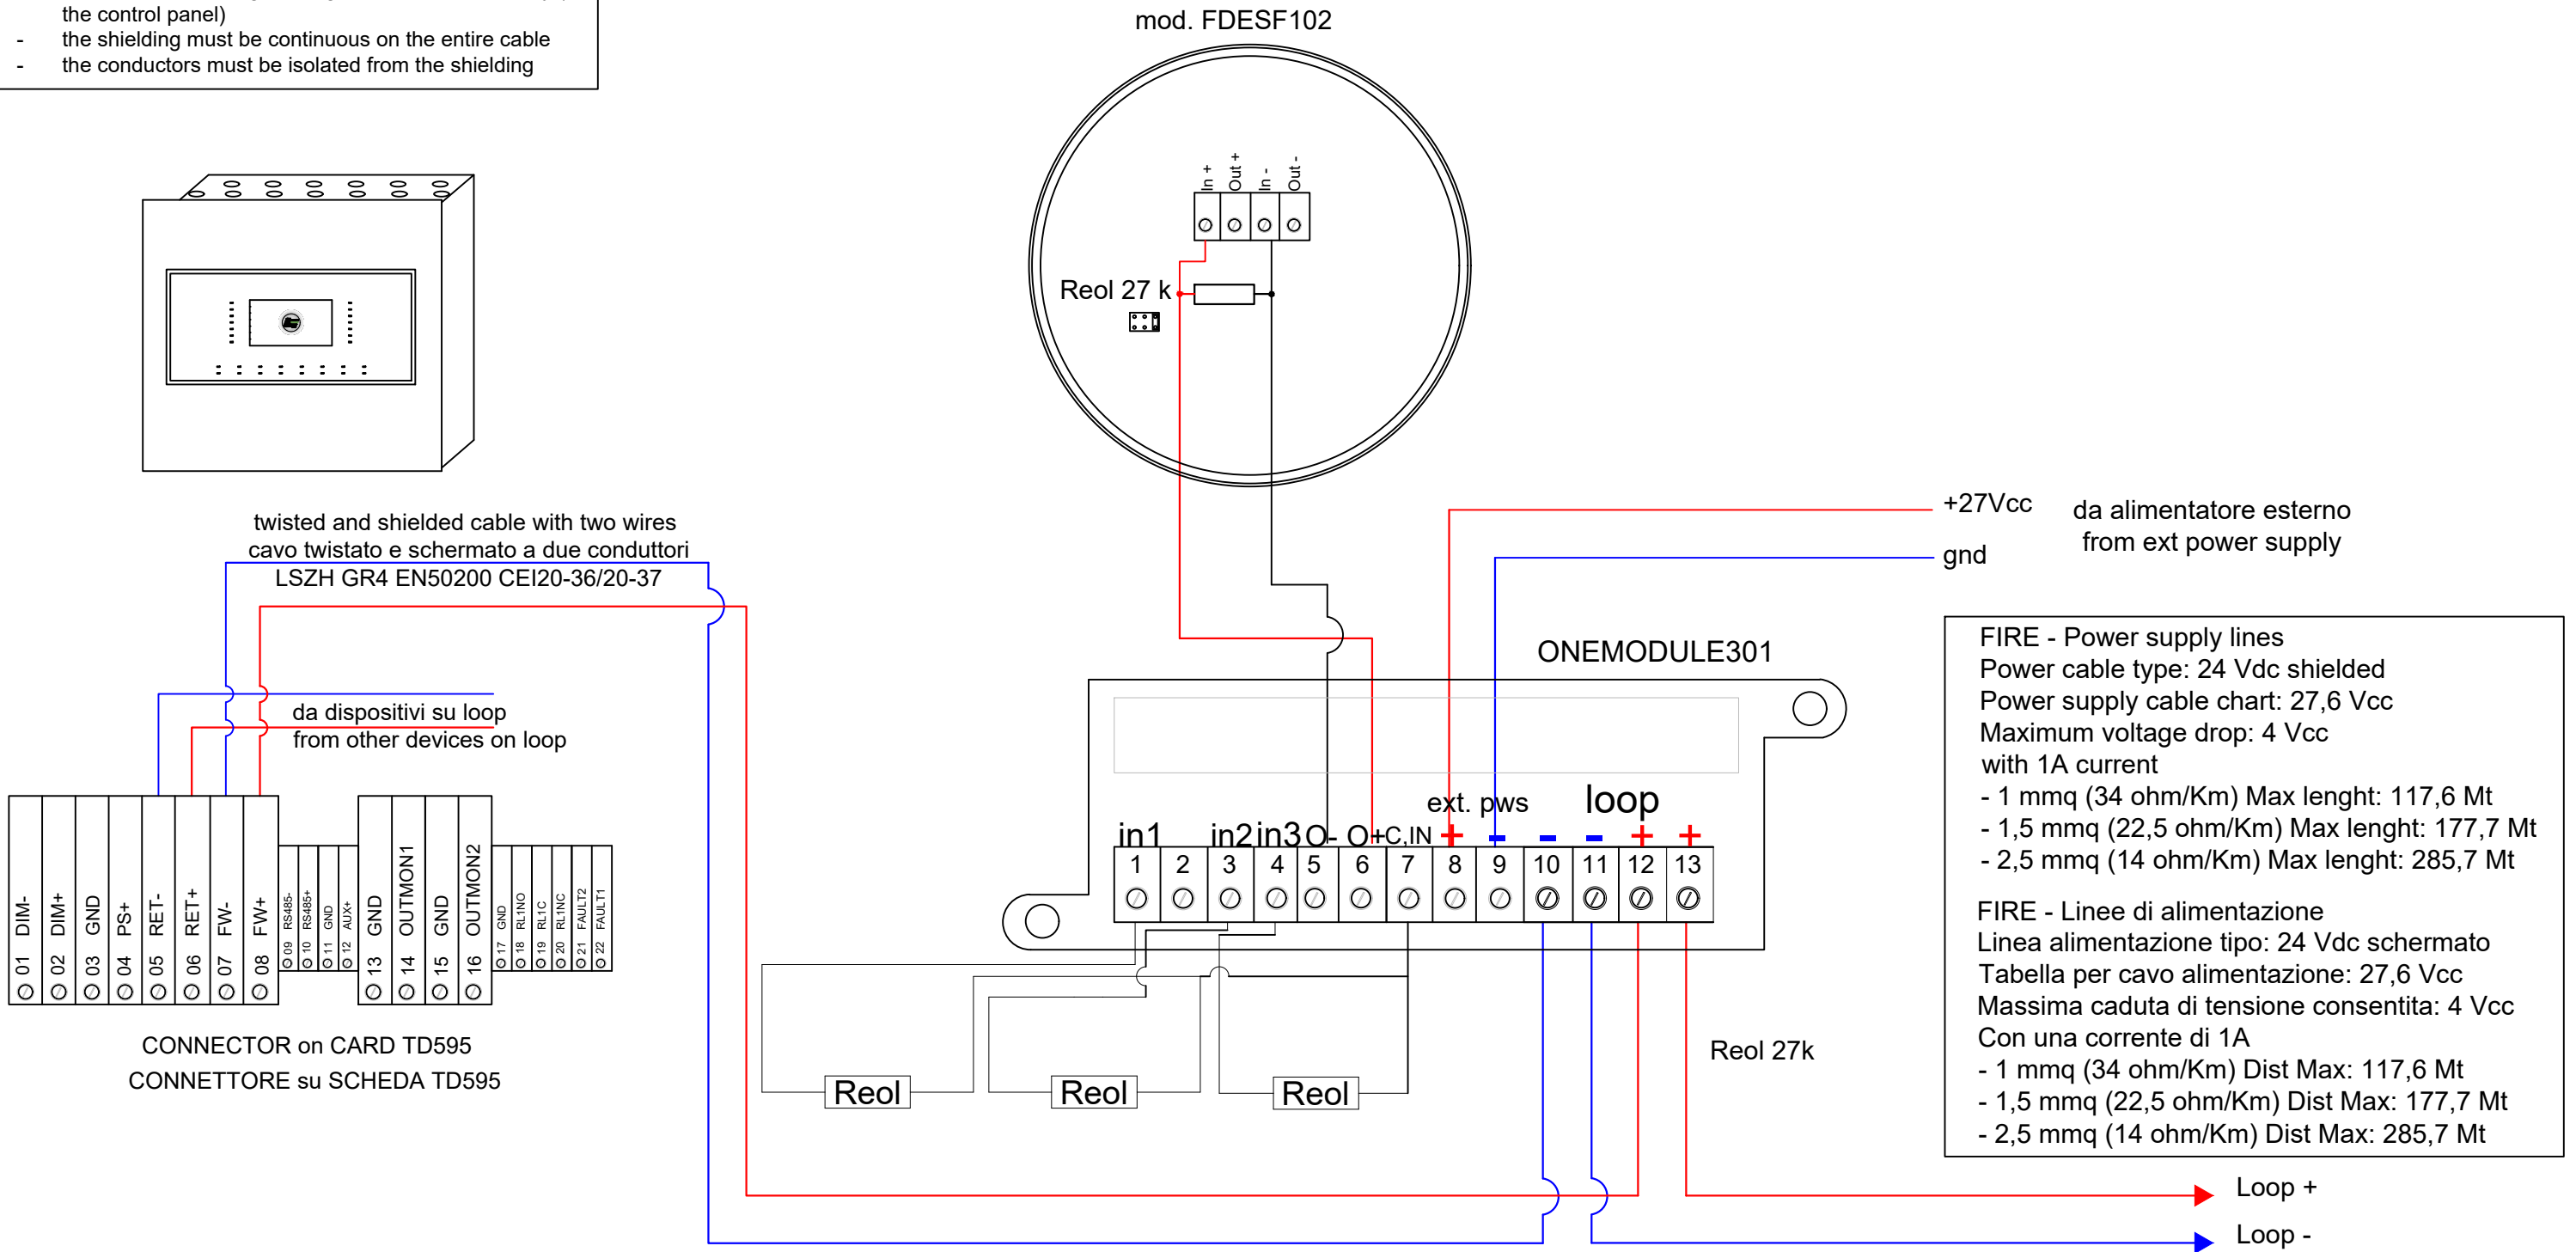 the control panel)
- the shielding must be continuous on the entire cable
- the conductors must be isolated from the shielding
mod. FDESF102
In +
Out +
In -
Out -
Reol 27 k
twisted and shielded cable with two wires
cavo twistato e schermato a due conduttori
LSZH GR4 EN50200 CEI20-36/20-37
da dispositivi su loop
from other devices on loop
01 DIM-
02 DIM+
03 GND
04 PS+
05 RET-
06 RET+
07 FW-
08 FW+
09 RS485-
10 RS485+
11 GND
12 AUX+
13 GND
14 OUTMON1
15 GND
16 OUTMON2
17 GND
18 RL1NO
19 RL1C
20 RL1NC
21 FAULT2
22 FAULT1
CONNECTOR on CARD TD595
CONNETTORE su SCHEDA TD595
+27Vcc
gnd
da alimentatore esterno
from ext power supply
ONEMODULE301
ext. pws loop
in1 in2 in3 O- O+ C,IN + - - - + +
1 2 3 4 5 6 7 8 9 10 11 12 13
Reol Reol Reol
Reol 27k
FIRE - Power supply lines
Power cable type: 24 Vdc shielded
Power supply cable chart: 27,6 Vcc
Maximum voltage drop: 4 Vcc
with 1A current
- 1 mmq (34 ohm/Km) Max lenght: 117,6 Mt
- 1,5 mmq (22,5 ohm/Km) Max lenght: 177,7 Mt
- 2,5 mmq (14 ohm/Km) Max lenght: 285,7 Mt
FIRE - Linee di alimentazione
Linea alimentazione tipo: 24 Vdc schermato
Tabella per cavo alimentazione: 27,6 Vcc
Massima caduta di tensione consentita: 4 Vcc
Con una corrente di 1A
- 1 mmq (34 ohm/Km) Dist Max: 117,6 Mt
- 1,5 mmq (22,5 ohm/Km) Dist Max: 177,7 Mt
- 2,5 mmq (14 ohm/Km) Dist Max: 285,7 Mt
Loop +
Loop -